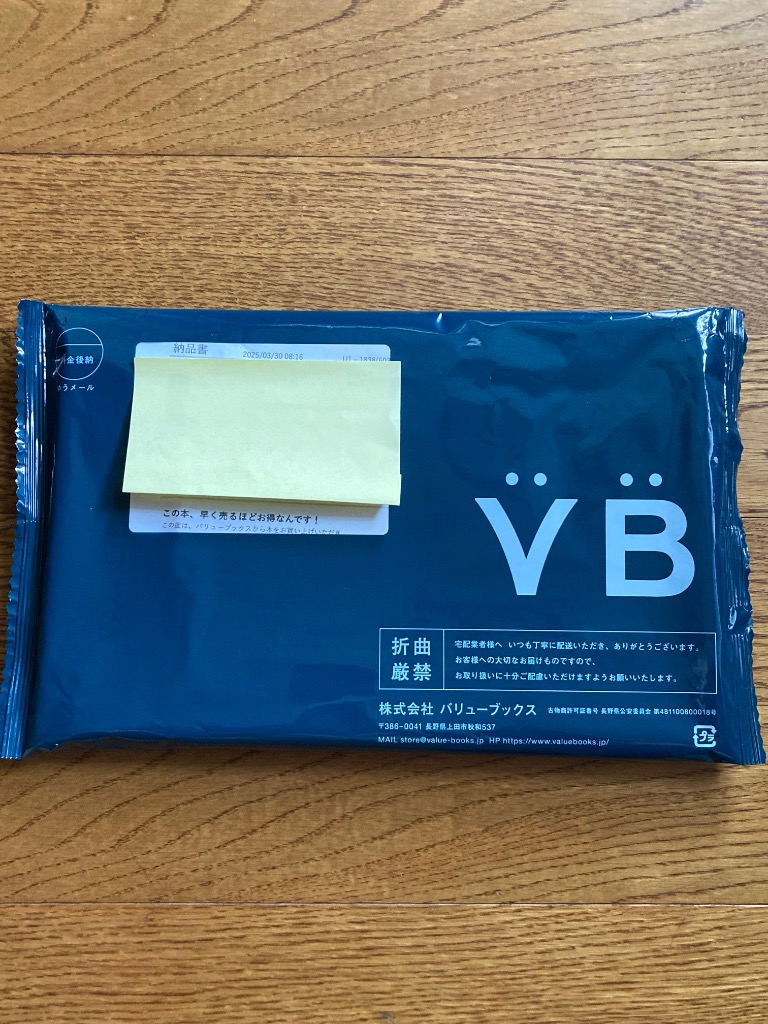 金後納
うメール
納品書
2025/03/30 08:16
この本、早く売るほどお得なんです！
この度は、バリューブックスから本をお買い上げいただき
VB
折曲
厳禁
宅配業者様へ いつも丁寧に配送いただき、ありがとうございます。
お客様への大切なお届けものですので、
お取り扱いに十分ご配慮いただけますようお願いいたします。
株式会社 バリューブックス 古物商許可証番号 長野県公安委員会 第481100800018号
〒386-0041 長野県上田市秋和537
MAIL store@value-books.jp HP https://www.valuebooks.jp/
プラ